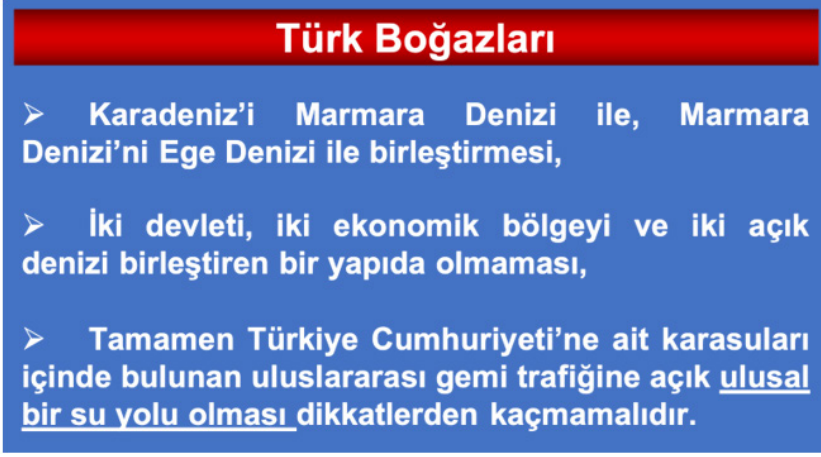 Türk Boğazları
➢ Karadeniz’i Marmara Denizi ile, Marmara
Denizi’ni Ege Denizi ile birleştirmesi,
➢ İki devleti, iki ekonomik bölgeyi ve iki açık
denizi birleştiren bir yapıda olmaması,
➢ Tamamen Türkiye Cumhuriyeti’ne ait karasuları
içinde bulunan uluslararası gemi trafiğine açık ulusal
bir su yolu olması dikkatlerden kaçmamalıdır.